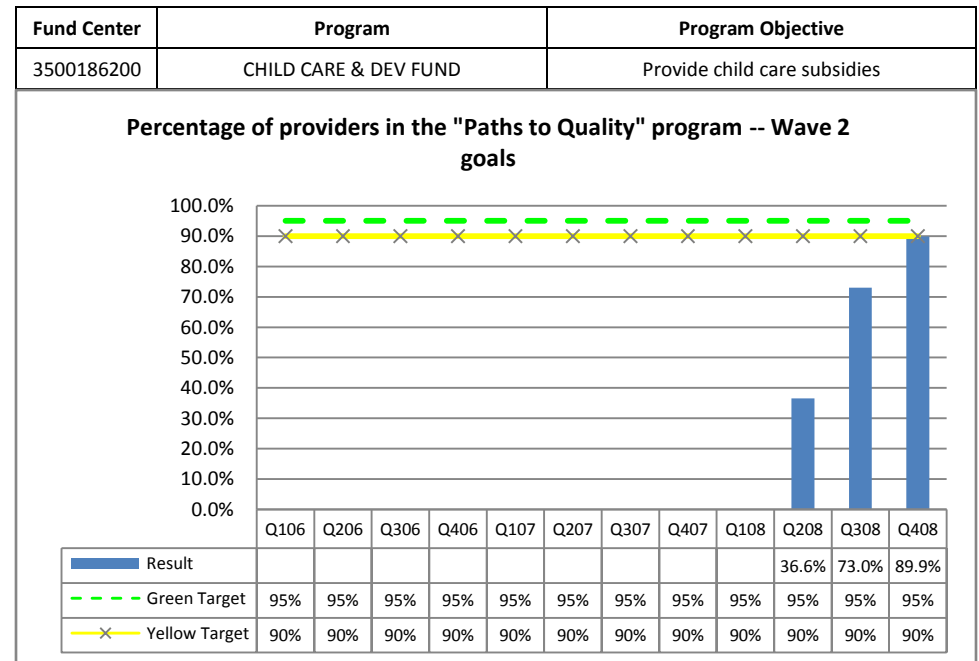 Fund Center Program Program Objective
3500186200 CHILD CARE & DEV FUND Provide child care subsidies
Percentage of providers in the "Paths to Quality" program -- Wave 2
goals
100.0%
90.0%
80.0%
70.0%
60.0%
50.0%
40.0%
30.0%
20.0%
10.0%
0.0%
Q106 Q206 Q306 Q406 Q107 Q207 Q307 Q407 Q108 Q208 Q308 Q408
Result 36.6% 73.0% 89.9%
Green Target 95% 95% 95% 95% 95% 95% 95% 95% 95% 95% 95% 95%
Yellow Target 90% 90% 90% 90% 90% 90% 90% 90% 90% 90% 90% 90%